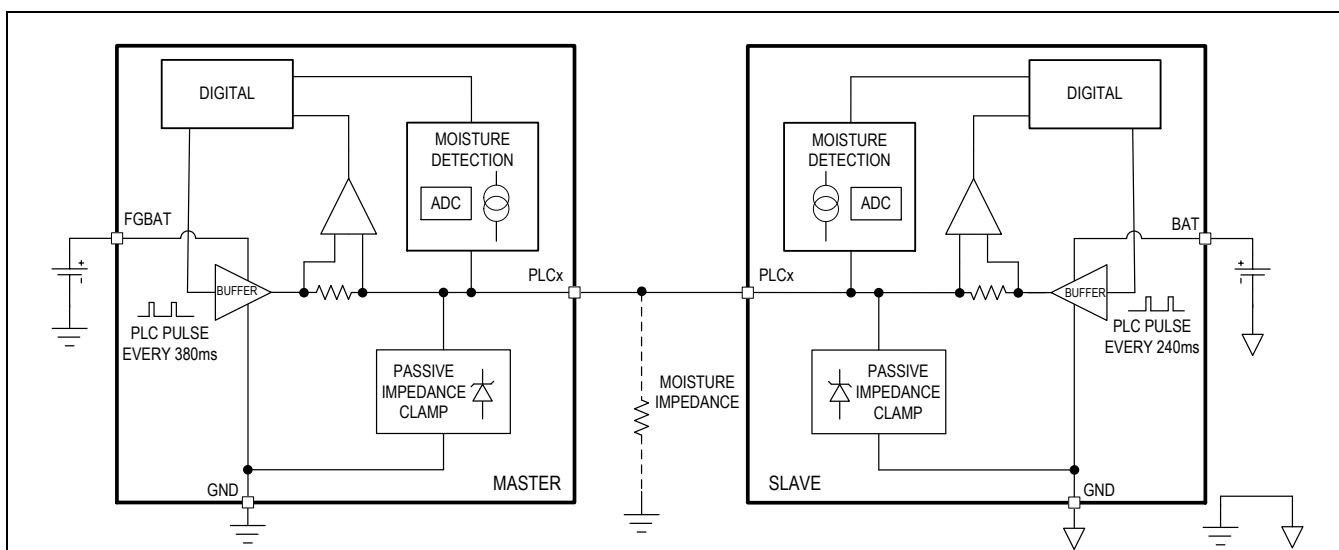 DIGITAL
MOISTURE
DETECTION
ADC
FGBAT
BUFFER
PLC PULSE
EVERY 380ms
PLCx
PASSIVE
IMPEDANCE
CLAMP
+
-
GND
MASTER
MOISTURE
IMPEDANCE
DIGITAL
MOISTURE
DETECTION
ADC
BAT
PLCx
BUFFER
PLC PULSE
EVERY 240ms
PASSIVE
IMPEDANCE
CLAMP
+
-
SLAVE
GND